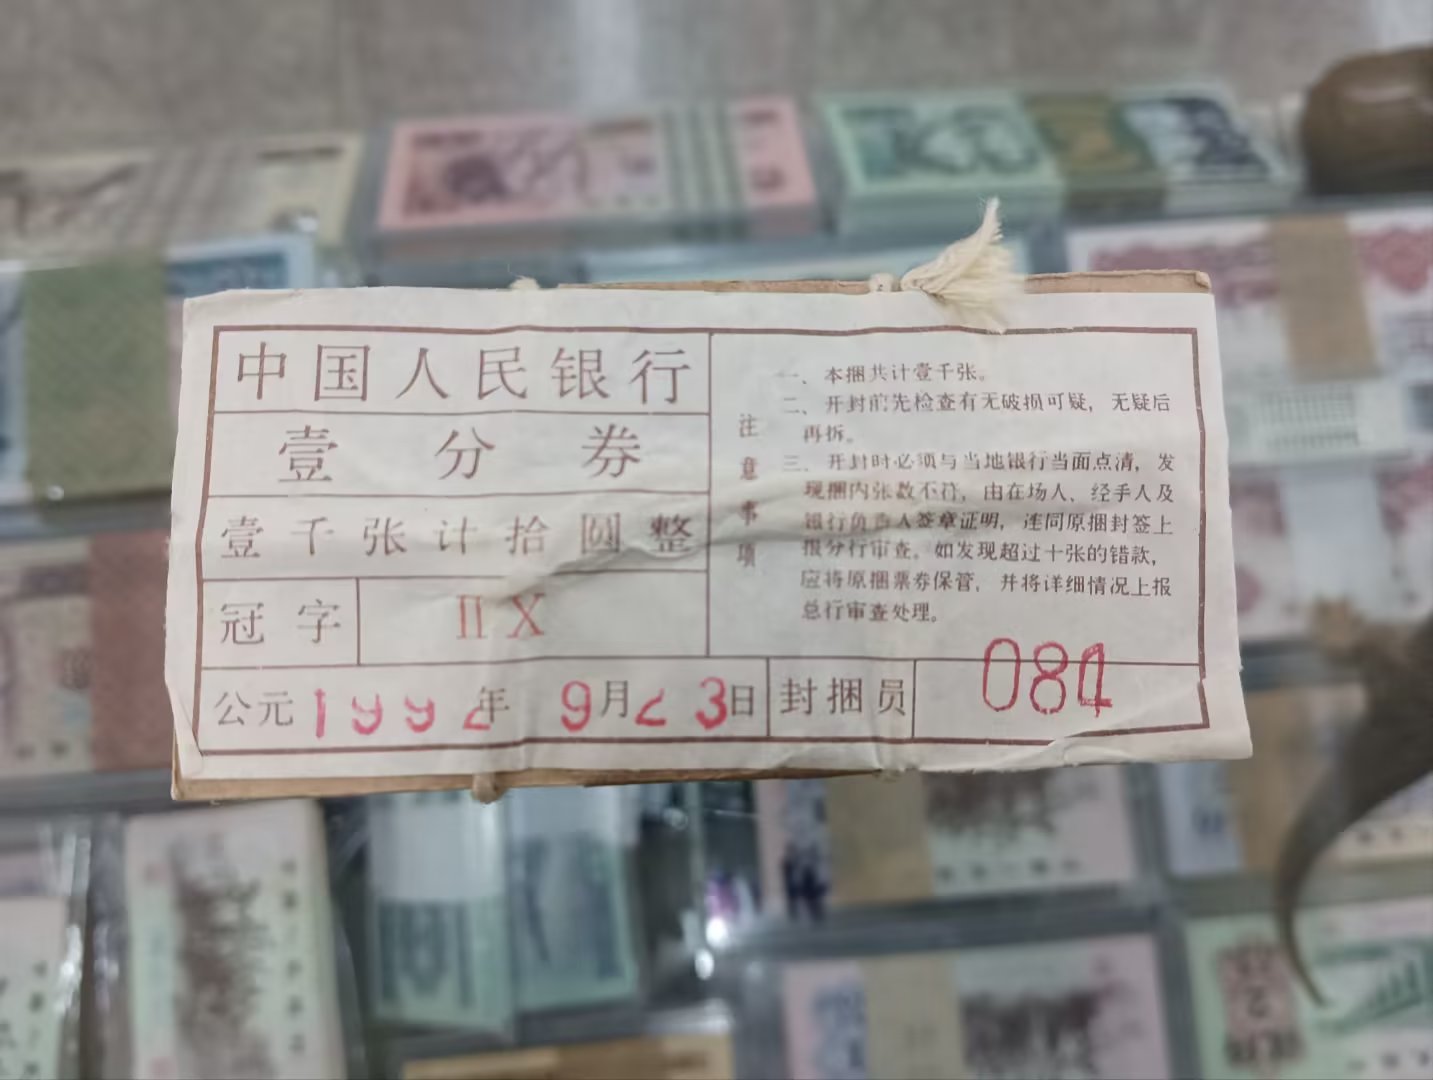 中国人民银行
壹分券
壹千张计拾圆整
冠字 ⅡⅩ
公元1992年 9月23日 封捆员 084
注意事项
一、本捆共计壹千张。
二、开封前先检查有无破损可疑，无疑后
再拆。
三、开封时必须与当地银行当面点清，发
现捆内张数不符，由在场人、经手人及
银行负责人签章证明，连同原捆封签上
报分行审查。如发现超过十张的错款，
应将原捆票券保管，并将详细情况上报
总行审查处理。